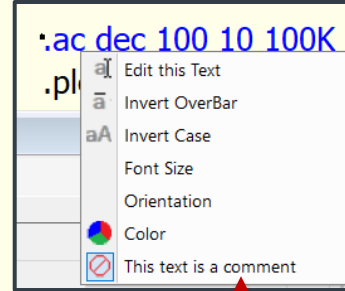 .ac dec 100 10 100K
.pl
Edit this Text
Invert OverBar
Invert Case
Font Size
Orientation
Color
This text is a comment